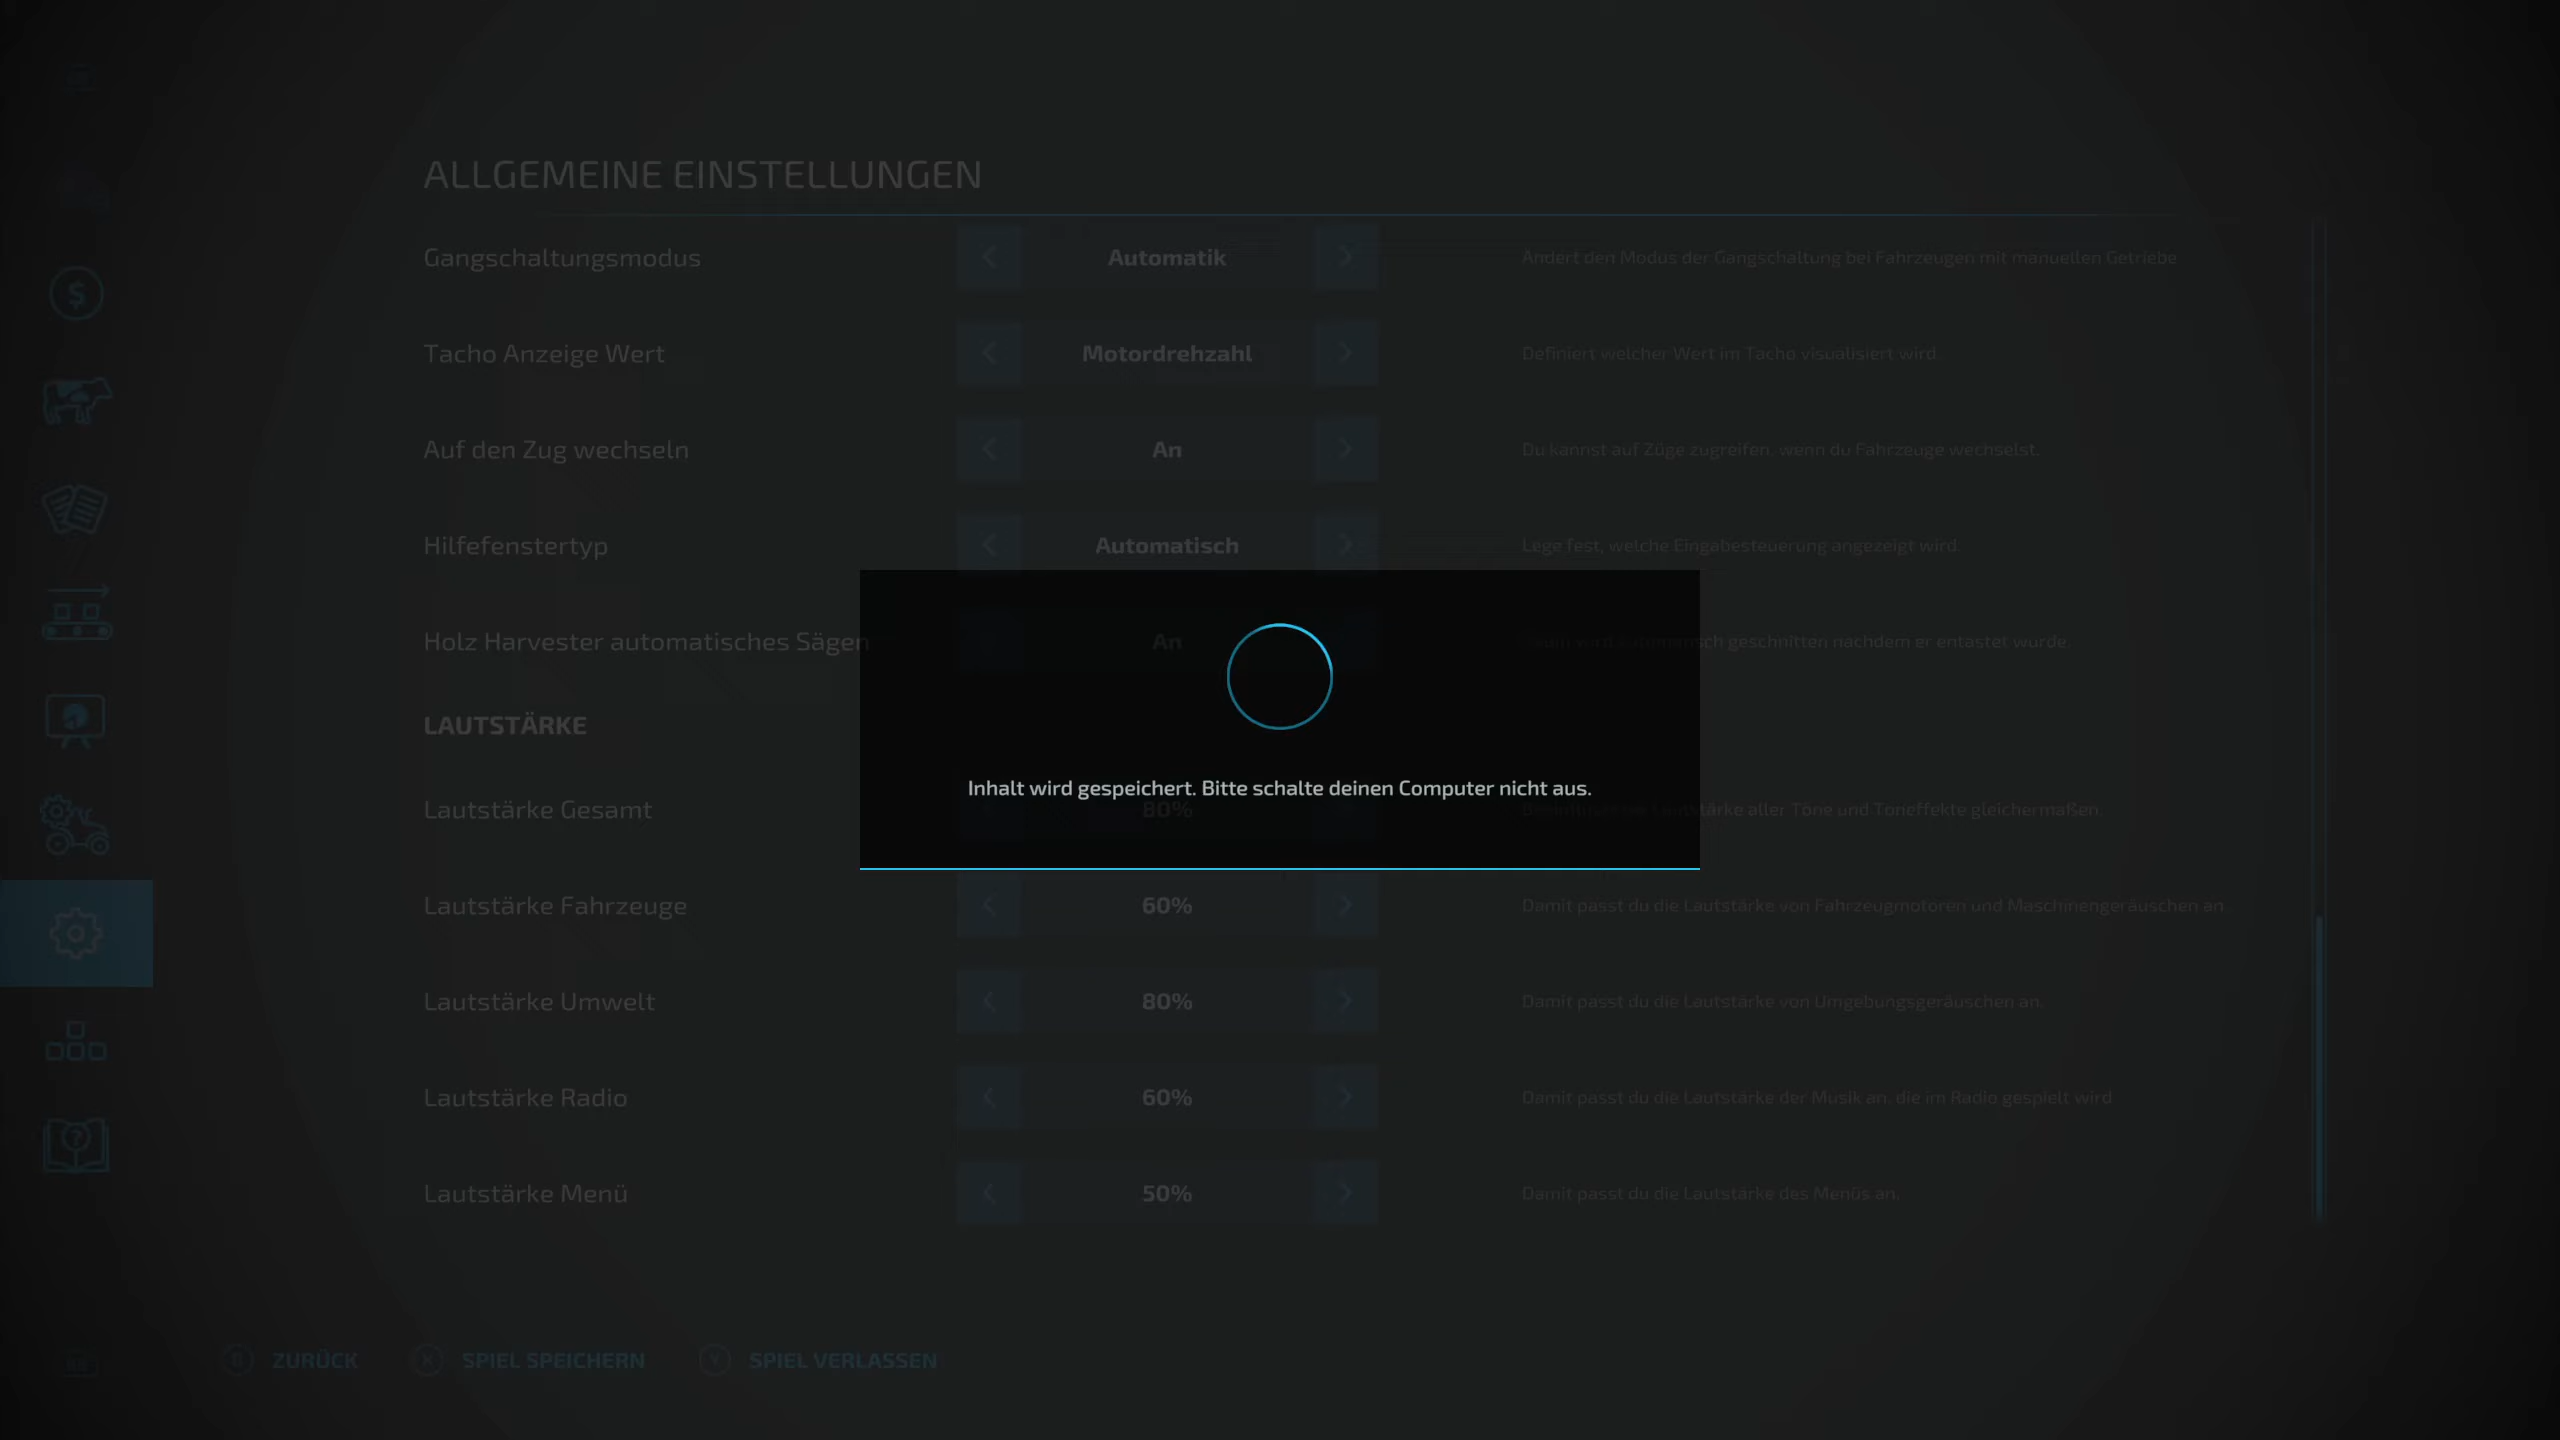 ALLGEMEINE EINSTELLUNGEN
Gangschaltungsmodus Automatik Ändert den Modus der Gangschaltung bei Fahrzeugen mit manuellen Getriebe
Tacho Anzeige Wert Motordrehzahl Definiert welcher Wert im Tacho visualisiert wird.
Auf den Zug wechseln An Du kannst auf Züge zugreifen, wenn du Fahrzeuge wechselst.
Hilfefenstertyp Automatisch Lege fest, welche Eingabesteuerung angezeigt wird.
Holz Harvester automatisches Sägen An geschnitten nachdem er entastet wurde.
LAUTSTÄRKE
Inhalt wird gespeichert. Bitte schalte deinen Computer nicht aus.
Lautstärke Gesamt 80% aller Töne und Toneffekte gleichermaßen.
Lautstärke Fahrzeuge 60% Damit passt du die Lautstärke von Fahrzeugmotoren und Maschinengeräuschen an.
Lautstärke Umwelt 80% Damit passt du die Lautstärke von Umgebungsgeräuschen an.
Lautstärke Radio 60% Damit passt du die Lautstärke der Musik an, die im Radio gespielt wird
Lautstärke Menü 50% Damit passt du die Lautstärke des Menüs an.
ZURÜCK X SPIEL SPEICHERN Y SPIEL VERLASSEN